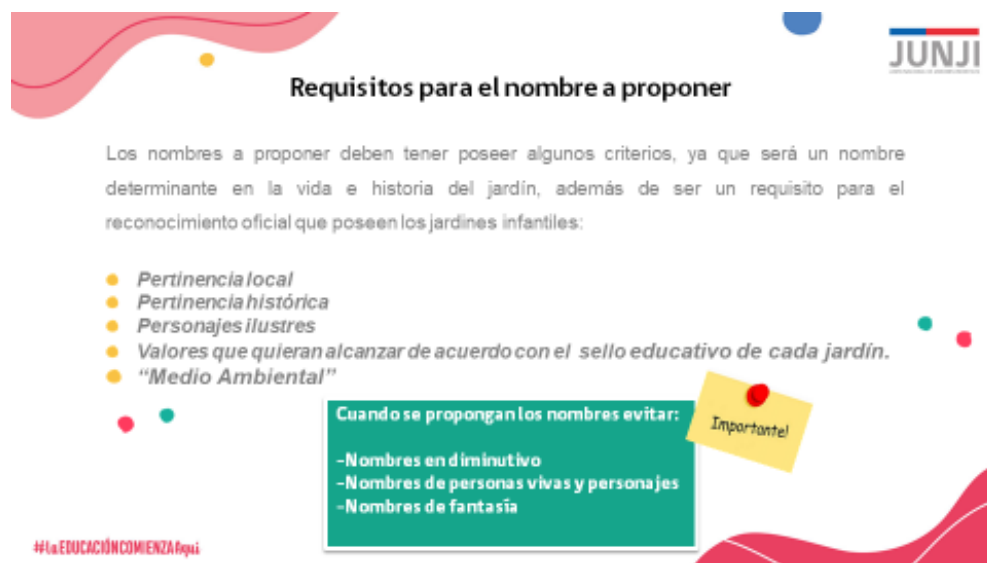 JUNJI
Requisitos para el nombre a proponer
Los nombres a proponer deben tener poseer algunos criterios, ya que será un nombre
determinante en la vida e historia del jardín, además de ser un requisito para el
reconocimiento oficial que poseen los jardines infantiles:
Pertinencia local
Pertinencia histórica
Personajes ilustres
Valores que quieran alcanzar de acuerdo con el sello educativo de cada jardín.
“Medio Ambiental”
Cuando se propongan los nombres evitar:
-Nombres en diminutivo
-Nombres de personas vivas y personajes
-Nombres de fantasía
Importante!
#la EDUCACIÓN COMIENZA Aquí